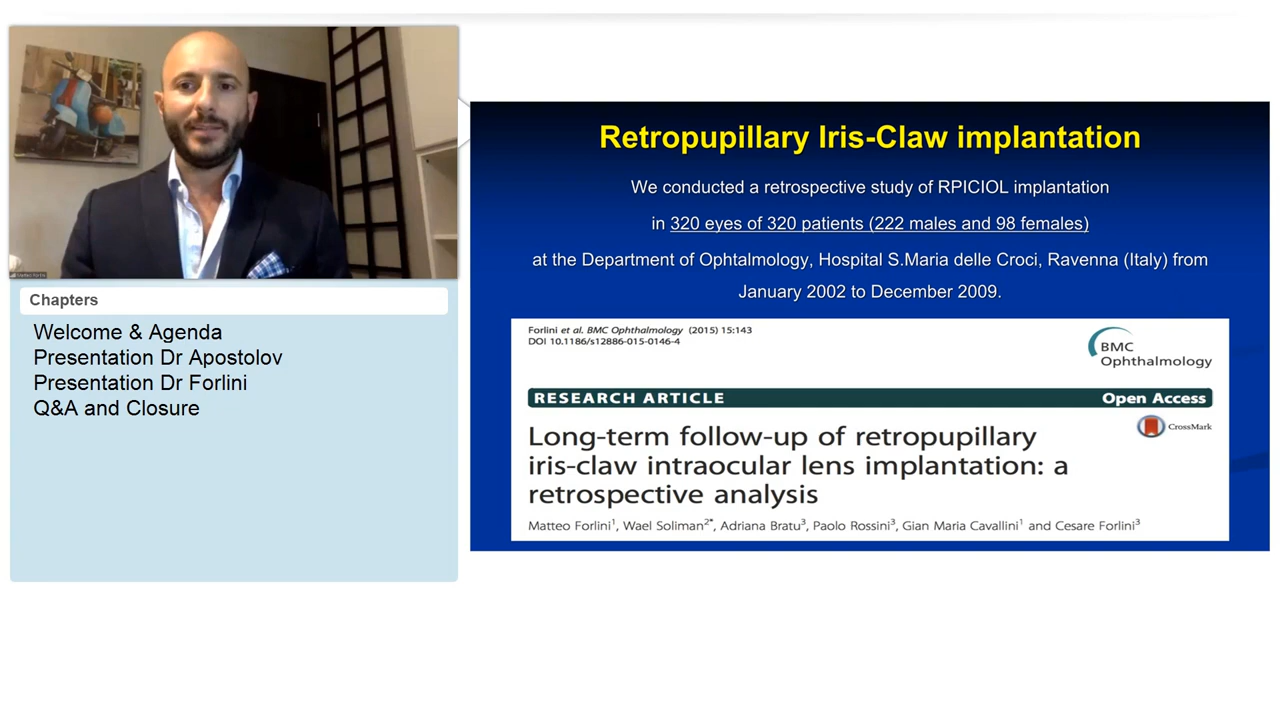 Matteo Forlini
Chapters
Welcome & Agenda
Presentation Dr Apostolov
Presentation Dr Forlini
Q&A and Closure
Retropupillary Iris-Claw implantation
We conducted a retrospective study of RPICIOL implantation
in 320 eyes of 320 patients (222 males and 98 females)
at the Department of Ophtalmology, Hospital S.Maria delle Croci, Ravenna (Italy) from
January 2002 to December 2009.
Forlini et al. BMC Ophthalmology (2015) 15:143
DOI 10.1186/s12886-015-0146-4
BMC
Ophthalmology
RESEARCH ARTICLE Open Access
CrossMark
Long-term follow-up of retropupillary
iris-claw intraocular lens implantation: a
retrospective analysis
Matteo Forlini1, Wael Soliman2*, Adriana Bratu3, Paolo Rossini3, Gian Maria Cavallini1 and Cesare Forlini3